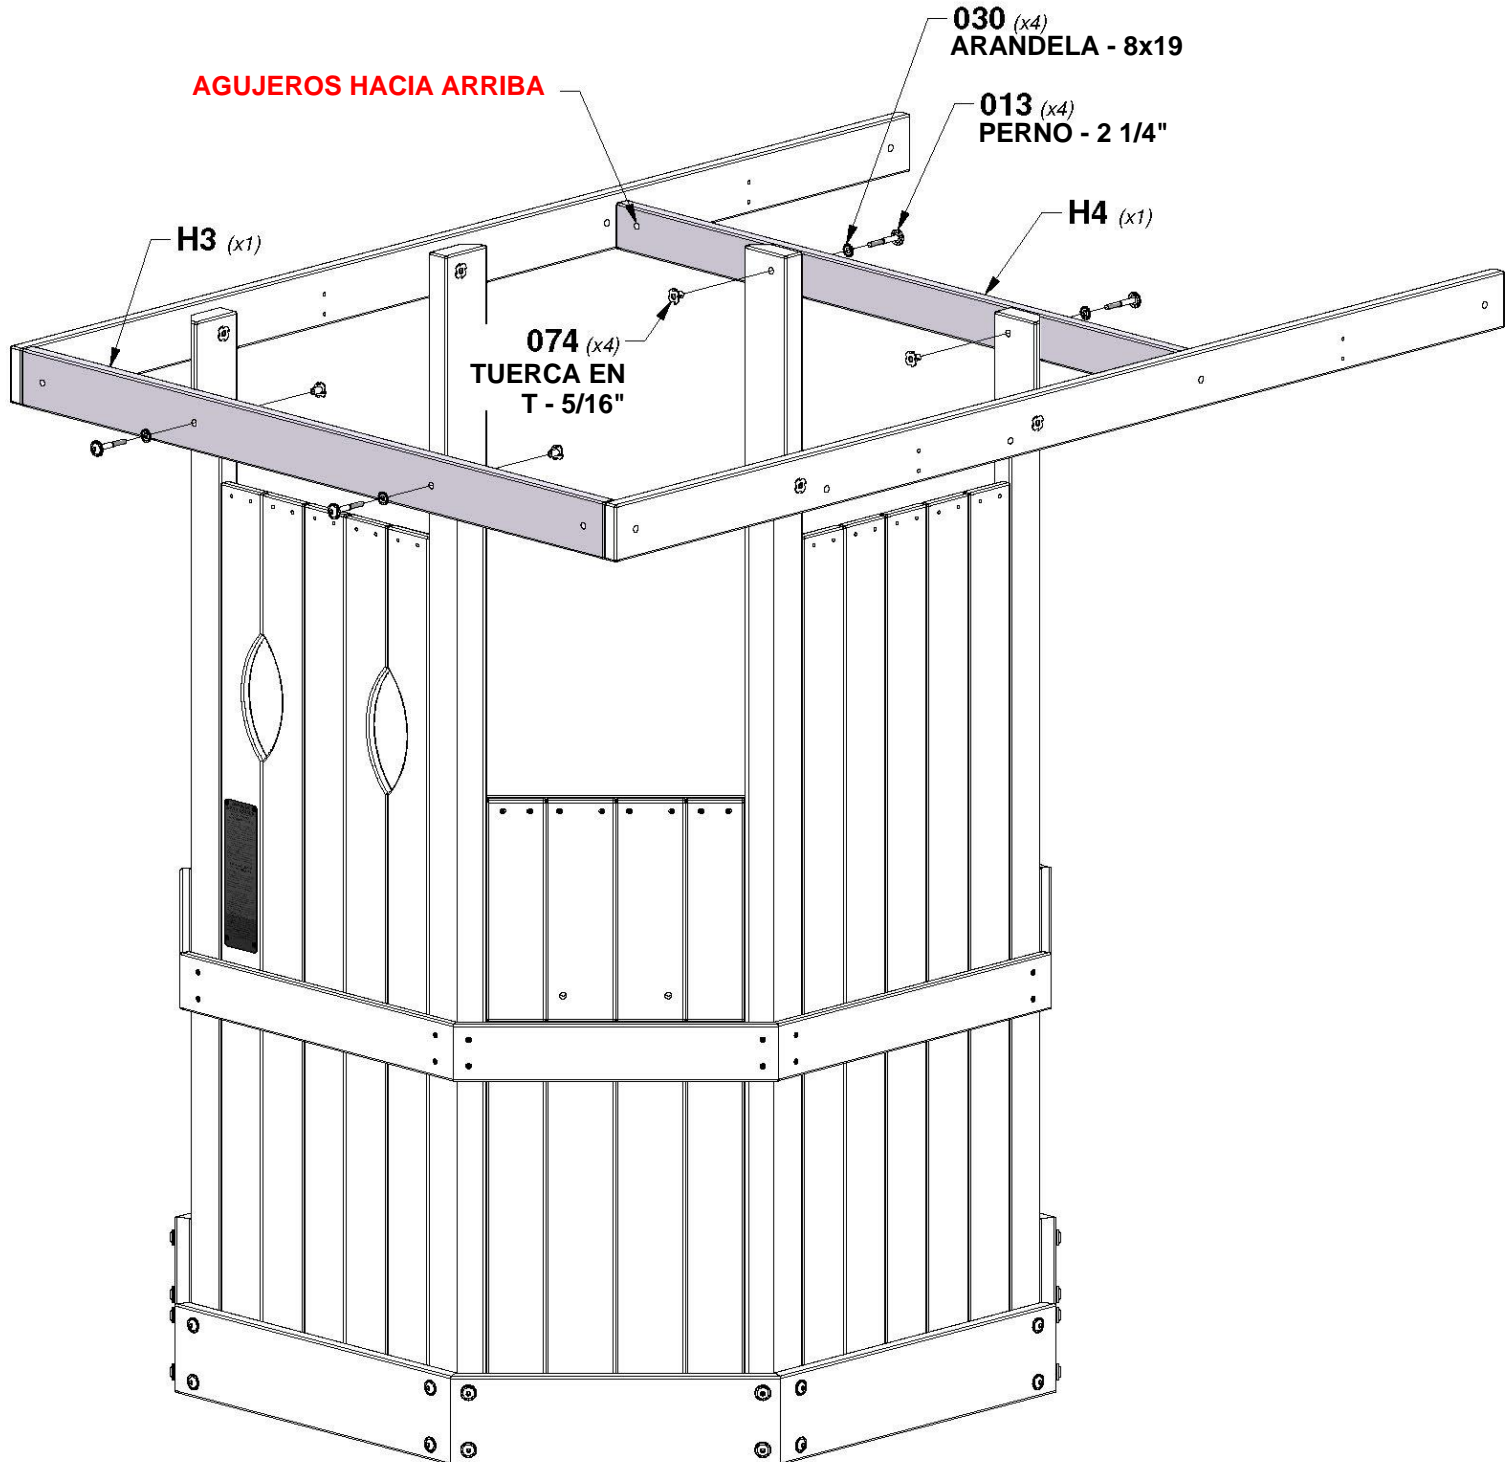 030 (x4)
ARANDELA - 8x19
AGUJEROS HACIA ARRIBA
013 (x4)
PERNO - 2 1/4"
H4 (x1)
H3 (x1)
074 (x4)
TUERCA EN
T - 5/16"